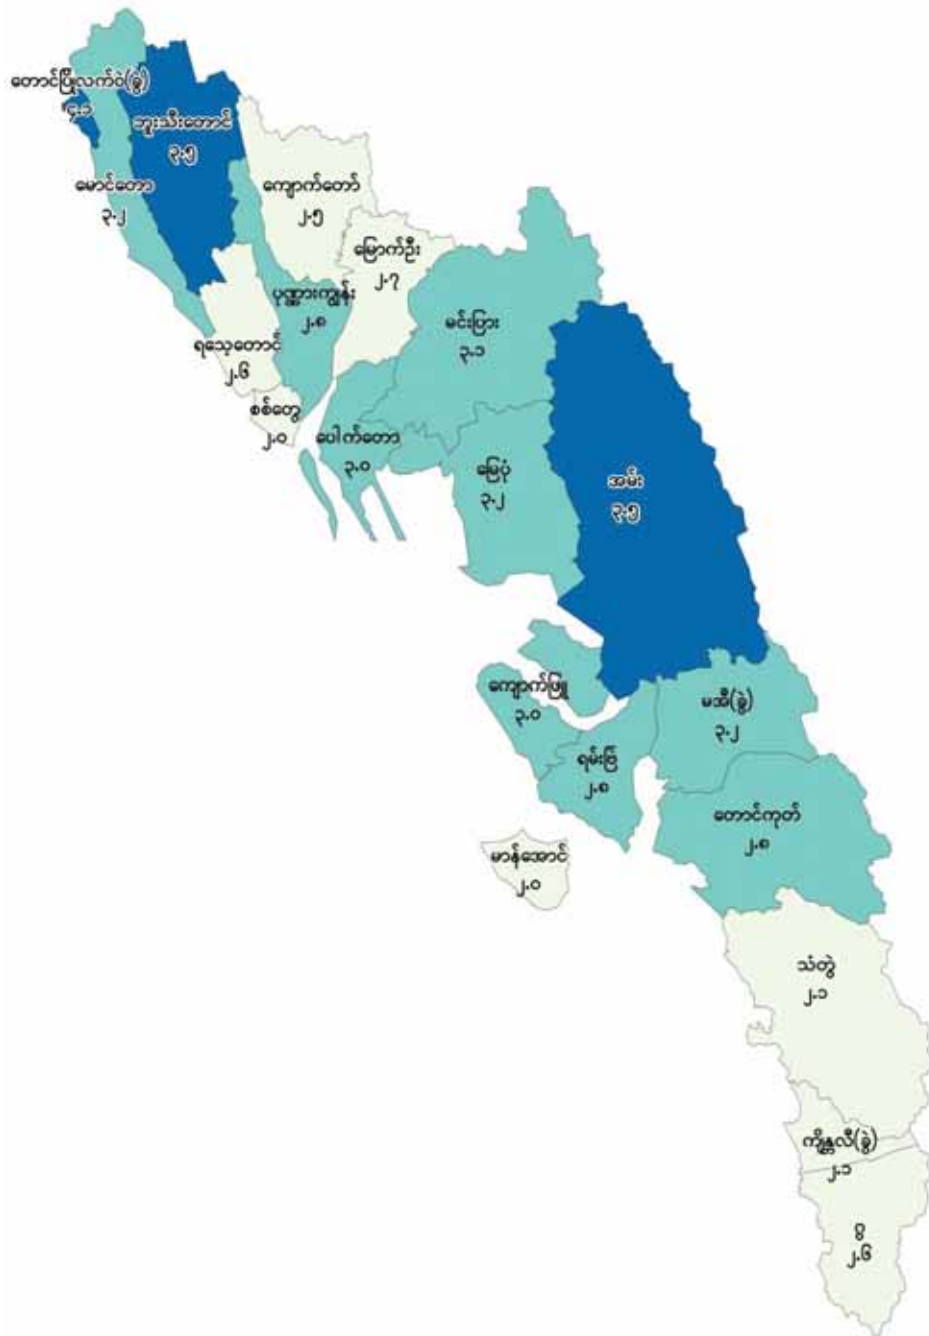 တောင်ပြိုလက်ဝဲ(ခွဲ)
၄.၁
ဘူးသီးတောင်
၃.၅
မောင်တော
၃.၂
ကျောက်တော်
၂.၅
မြောက်ဦး
၂.၇
ပုဏ္ဏားကျွန်း
၂.၈
မင်းပြား
၃.၁
ရသေ့တောင်
၂.၆
စစ်တွေ
၂.၀
ပေါက်တော
၃.၀
မြေပုံ
၃.၂
အမ်း
၃.၅
ကျောက်ဖြူ
၃.၀
မအီ(ခွဲ)
၃.၂
ရမ်းဗြဲ
၂.၈
တောင်ကုတ်
၂.၈
မာန်အောင်
၂.၀
သံတွဲ
၂.၁
ကျိန္တလီ(ခွဲ)
၂.၁
ဂွ
၂.၆